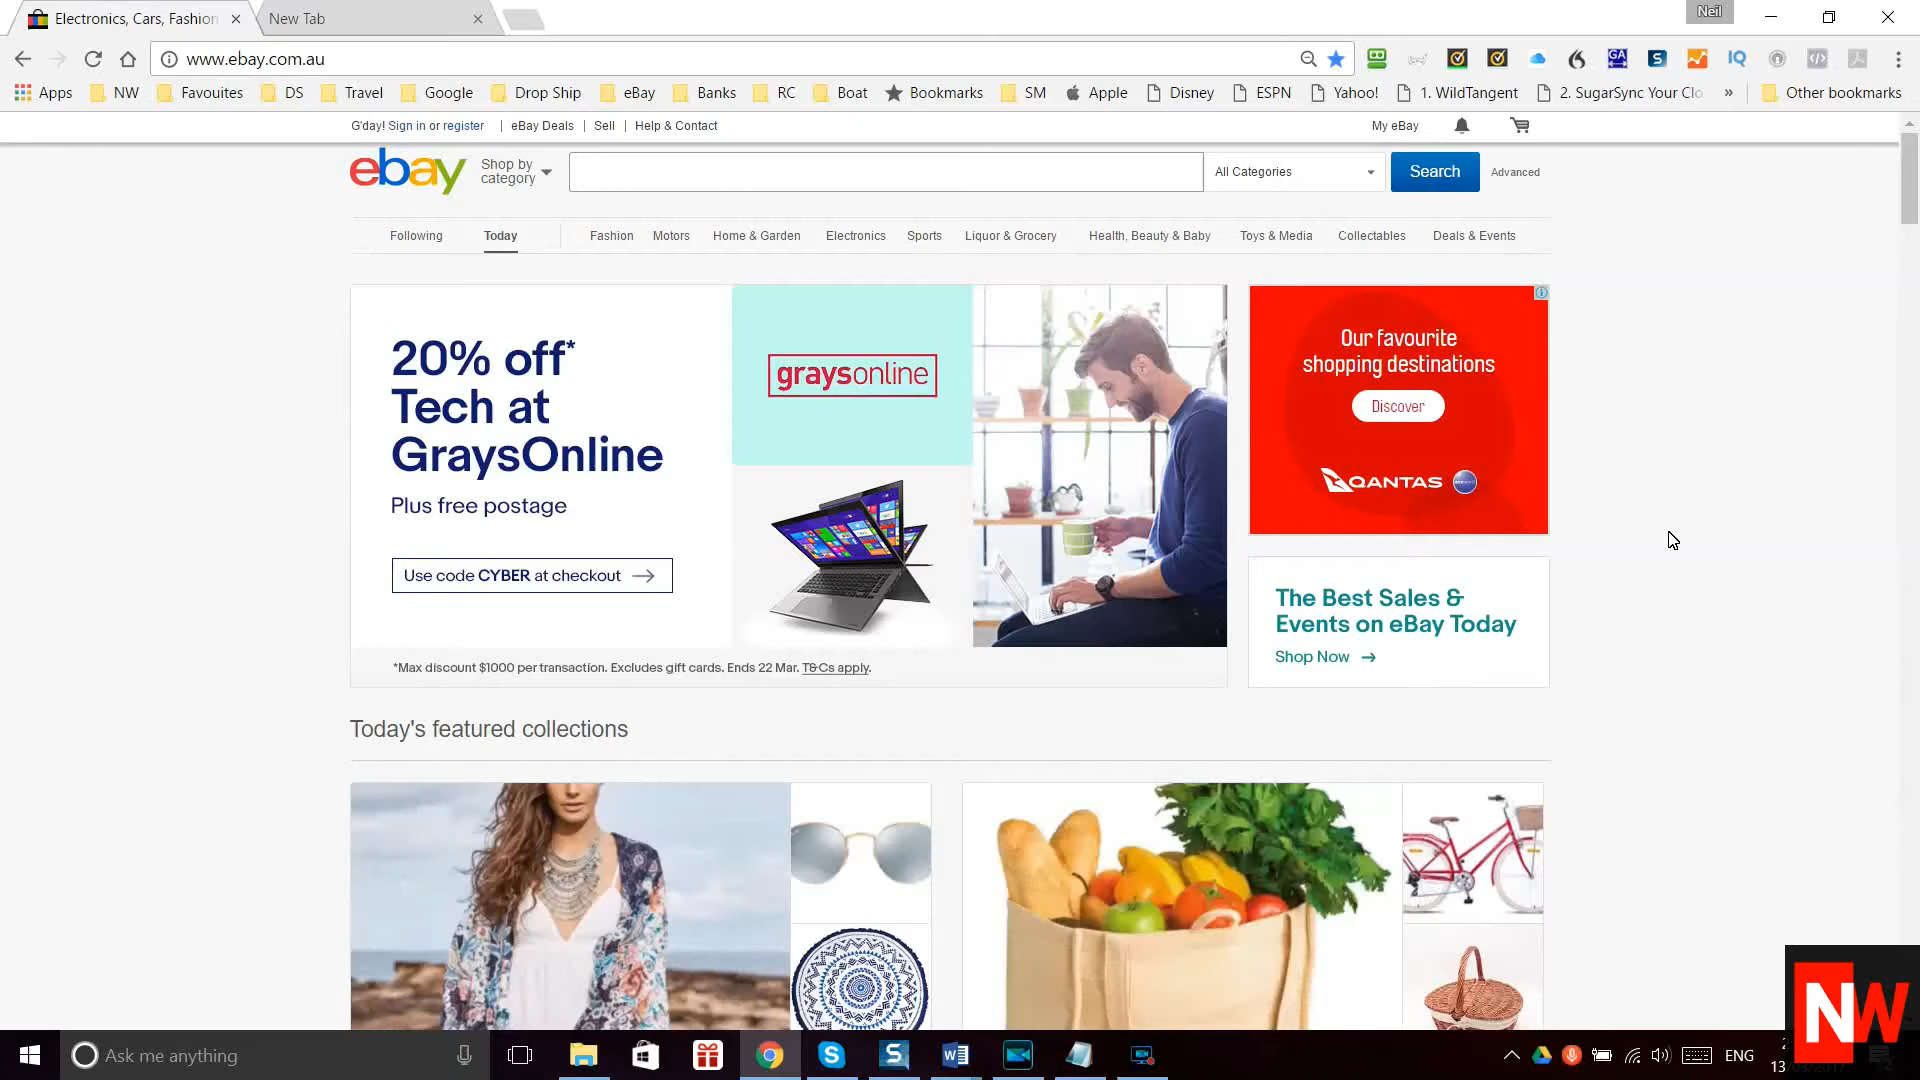 Electronics, Cars, Fashion
New Tab
Neil
www.ebay.com.au
GA
S
IQ
Apps
NW
Favouites
DS
Travel
Google
Drop Ship
eBay
Banks
RC
Boat
Bookmarks
SM
Apple
Disney
ESPN
Yahoo!
1. WildTangent
2. SugarSync Your Clo
»
Other bookmarks
G'day! Sign in or register
eBay Deals
Sell
Help & Contact
My eBay
ebay
Shop by
category
All Categories
Search
Advanced
Following
Today
Fashion
Motors
Home & Garden
Electronics
Sports
Liquor & Grocery
Health, Beauty & Baby
Toys & Media
Collectables
Deals & Events
20% off*
Tech at
GraysOnline
Plus free postage
Use code CYBER at checkout
graysonline
*Max discount $1000 per transaction. Excludes gift cards. Ends 22 Mar. T&Cs apply.
Our favourite
shopping destinations
Discover
QANTAS
The Best Sales &
Events on eBay Today
Shop Now
Today's featured collections
Ask me anything
ENG
NW